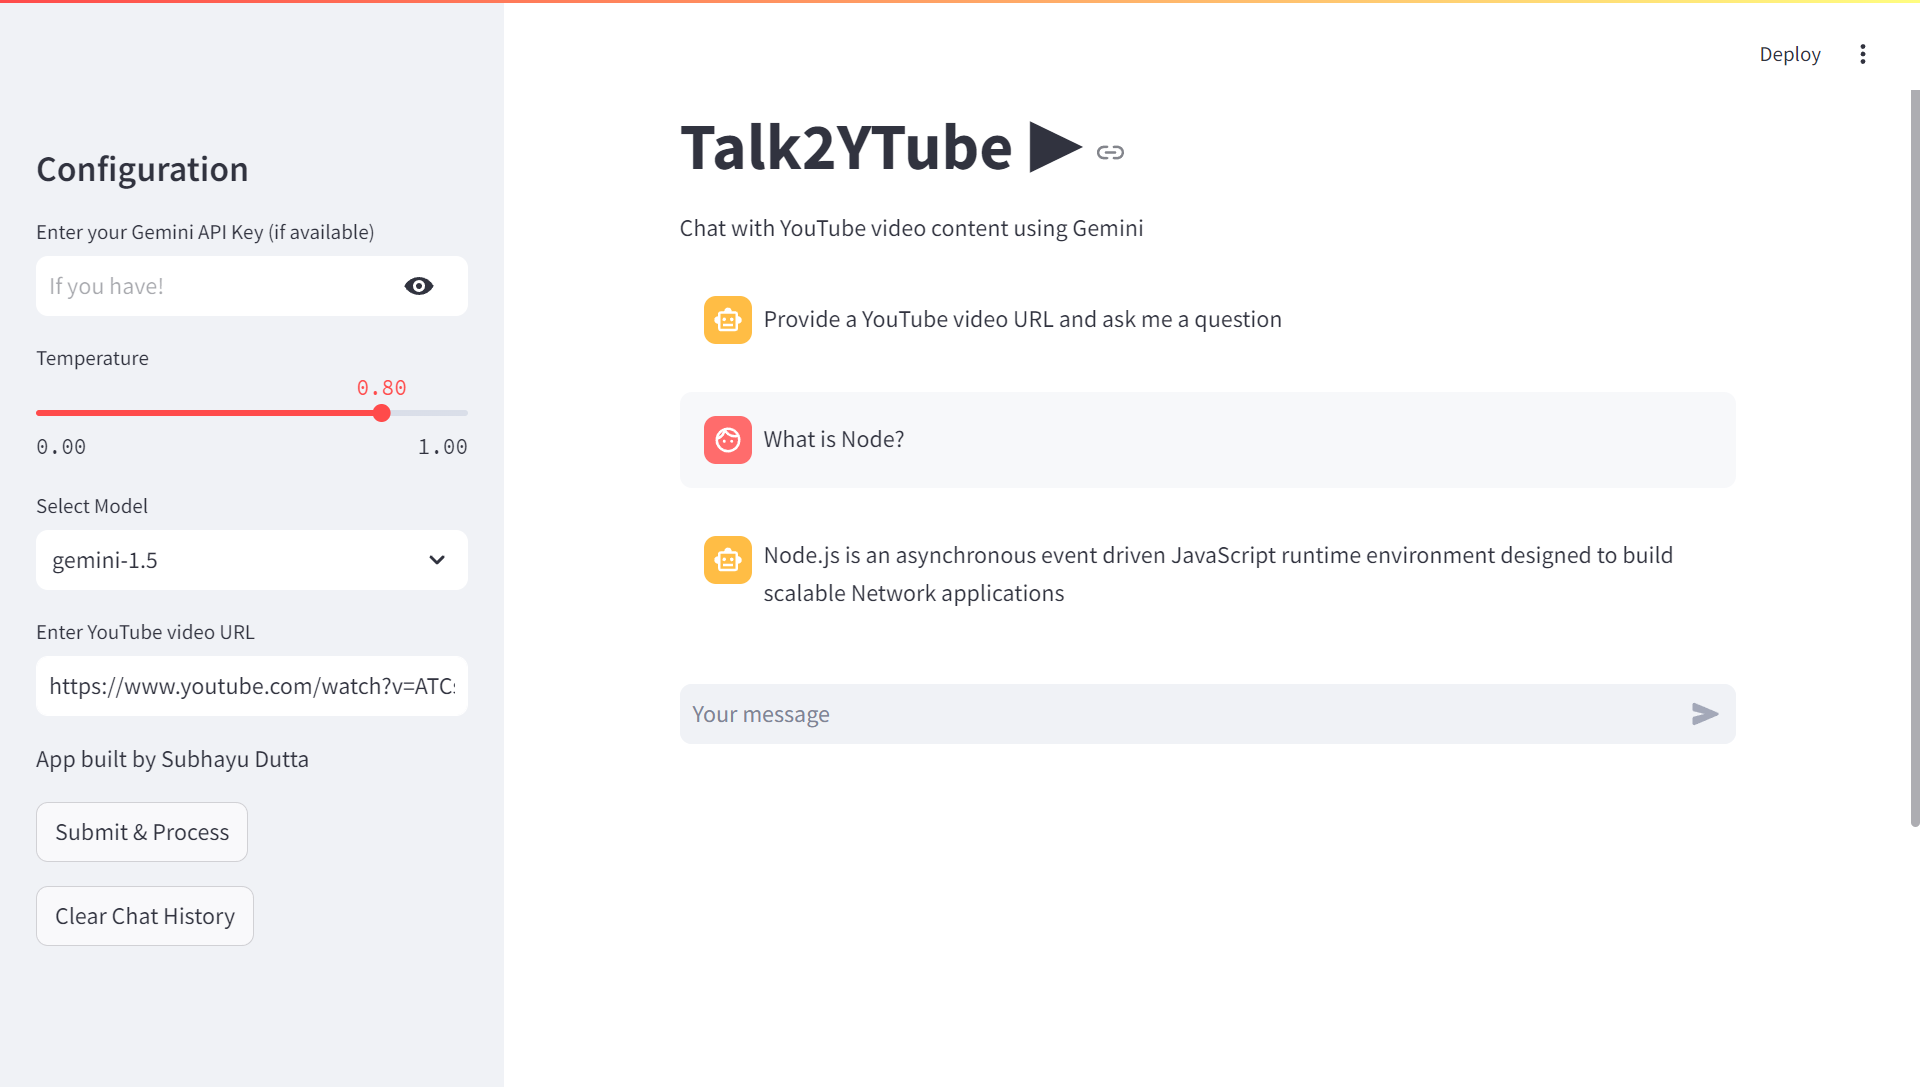 Deploy
Configuration
Enter your Gemini API Key (if available)
If you have!
Temperature
0.80
0.00 1.00
Select Model
gemini-1.5
Enter YouTube video URL
https://www.youtube.com/watch?v=ATC
App built by Subhayu Dutta
Submit & Process
Clear Chat History
Talk2YTube
Chat with YouTube video content using Gemini
Provide a YouTube video URL and ask me a question
What is Node?
Node.js is an asynchronous event driven JavaScript runtime environment designed to build
scalable Network applications
Your message